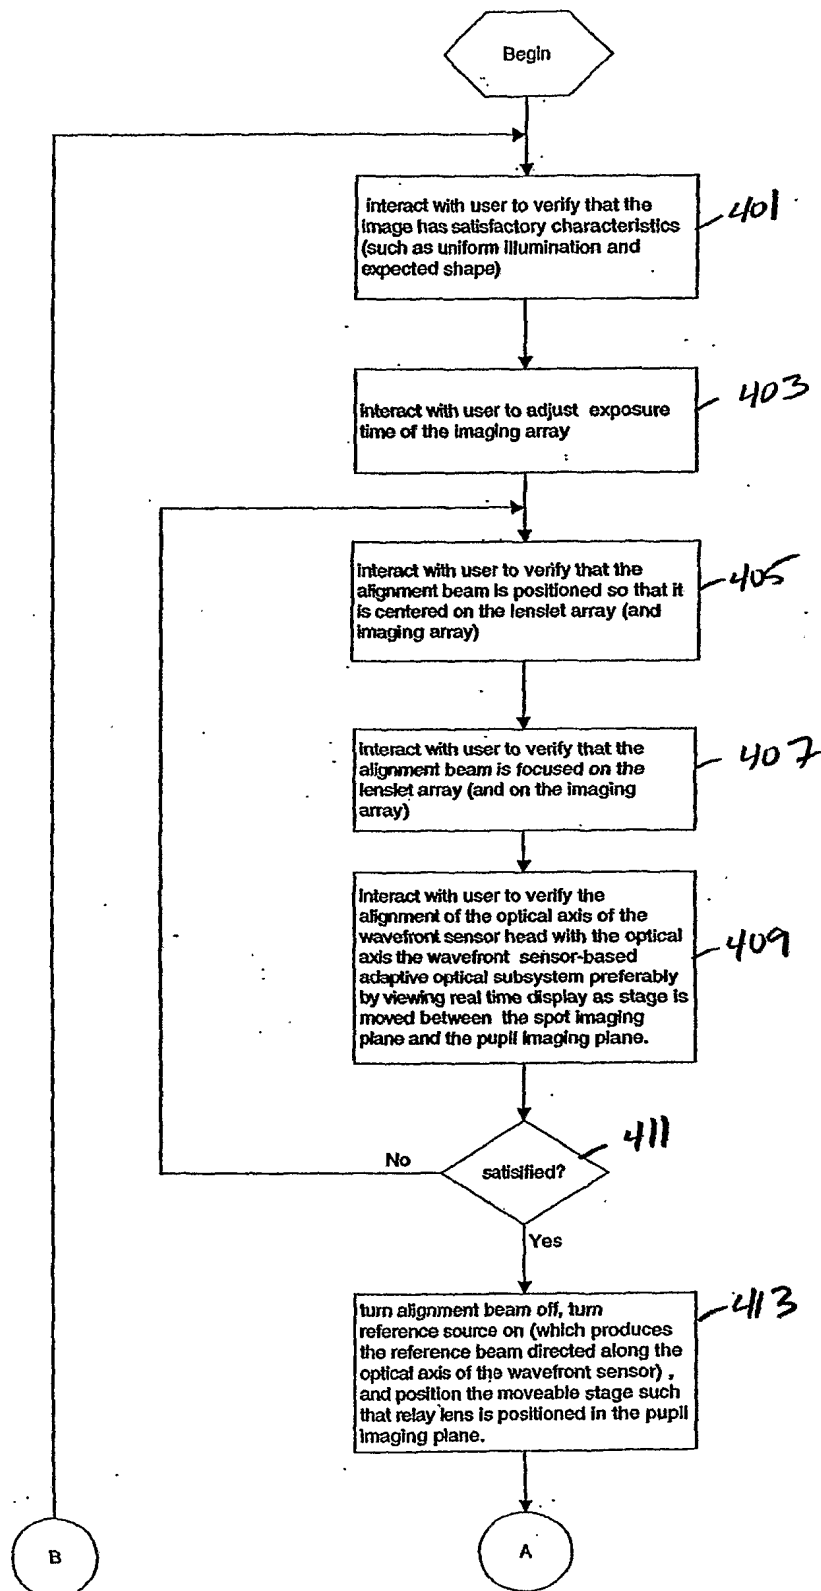 Begin
interact with user to verify that the
image has satisfactory characteristics
(such as uniform illumination and
expected shape)
401
interact with user to adjust exposure
time of the imaging array
403
interact with user to verify that the
alignment beam is positioned so that it
is centered on the lenslet array (and
imaging array)
405
interact with user to verify that the
alignment beam is focused on the
lenslet array (and on the imaging
array)
407
interact with user to verify the
alignment of the optical axis of the
wavefront sensor head with the optical
axis the wavefront sensor-based
adaptive optical subsystem preferably
by viewing real time display as stage is
moved between the spot imaging
plane and the pupil imaging plane.
409
411
No
satisified?
Yes
turn alignment beam off, turn
reference source on (which produces
the reference beam directed along the
optical axis of the wavefront sensor) ,
and position the moveable stage such
that relay lens is positioned in the pupil
imaging plane.
413
B
A